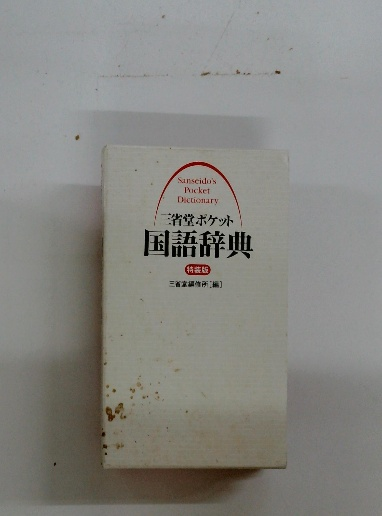 Sanseido's
Pocket
Dictionary
三省堂ポケット
国語辞典
特装版
三省堂編修所[編]